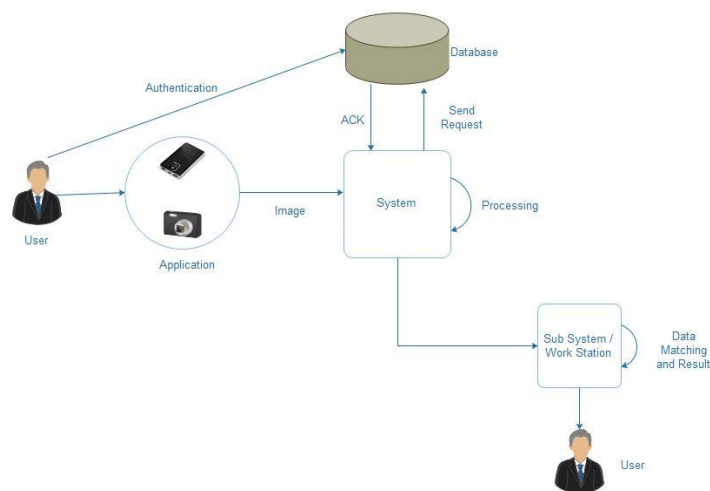 Database
Authentication
ACK
Send
Request
User
Application
Image
System
Processing
Sub System /
Work Station
Data
Matching
and Result
User